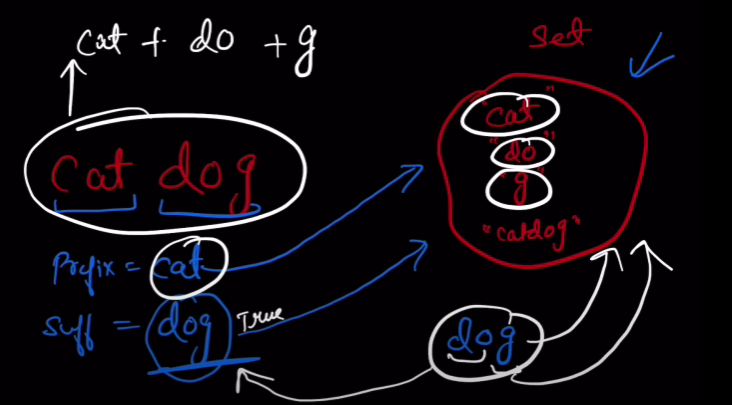 cat + do + g
set
"cat"
"do"
"g"
"catdog"
cat dog
Prefix = cat
suff = dog True
dog